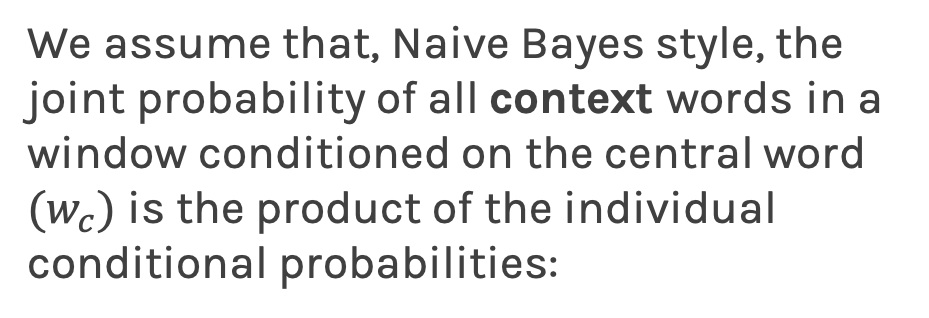 We assume that, Naive Bayes style, the
joint probability of all context words in a
window conditioned on the central word
(w_c) is the product of the individual
conditional probabilities: